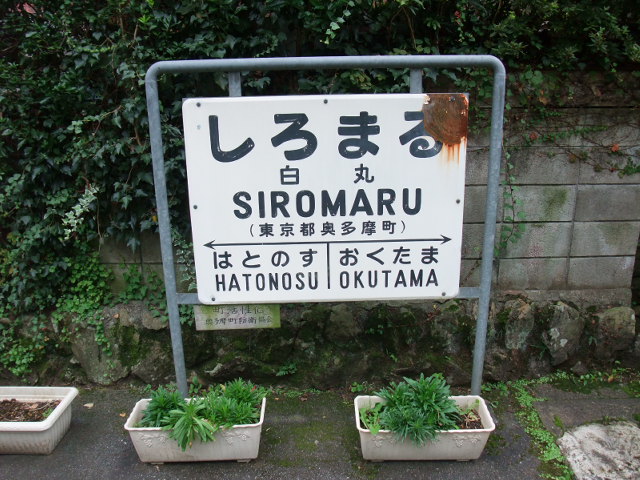 しろまる
白丸
SIROMARU
(東京都奥多摩町)
はとのす おくたま
HATONOSU OKUTAMA